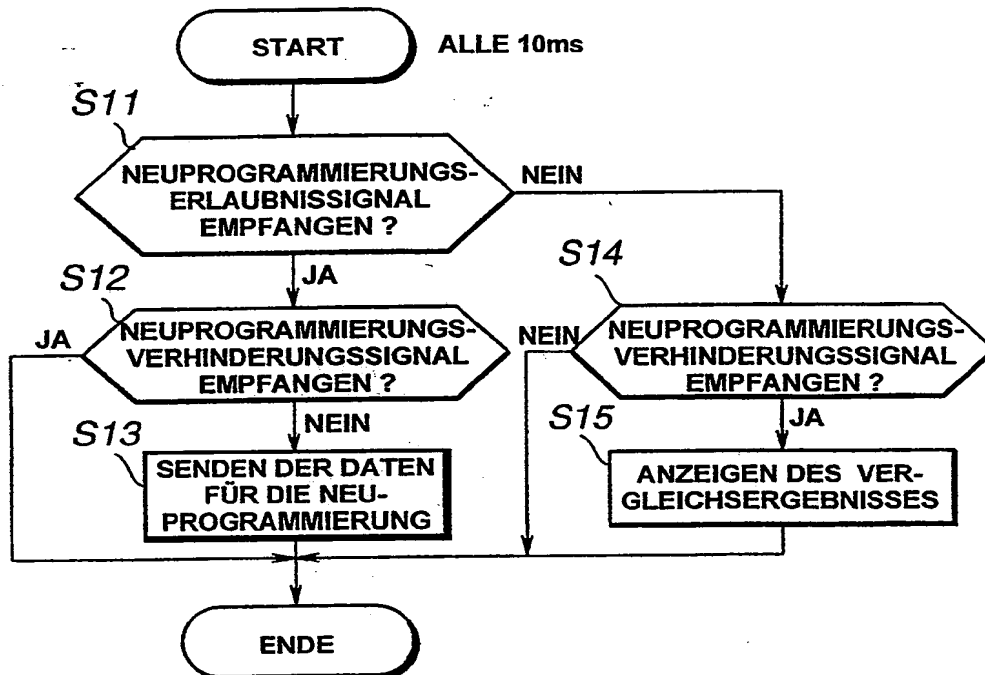 START
ALLE 10ms
S11
NEUPROGRAMMIERUNGS-
ERLAUBNISSIGNAL
EMPFANGEN ?
NEIN
JA
S12
NEUPROGRAMMIERUNGS-
VERHINDERUNGSSIGNAL
EMPFANGEN ?
JA
NEIN
S13
SENDEN DER DATEN
FÜR DIE NEU-
PROGRAMMIERUNG
S14
NEUPROGRAMMIERUNGS-
VERHINDERUNGSSIGNAL
EMPFANGEN ?
NEIN
JA
S15
ANZEIGEN DES VER-
GLEICHSERGEBNISSES
ENDE